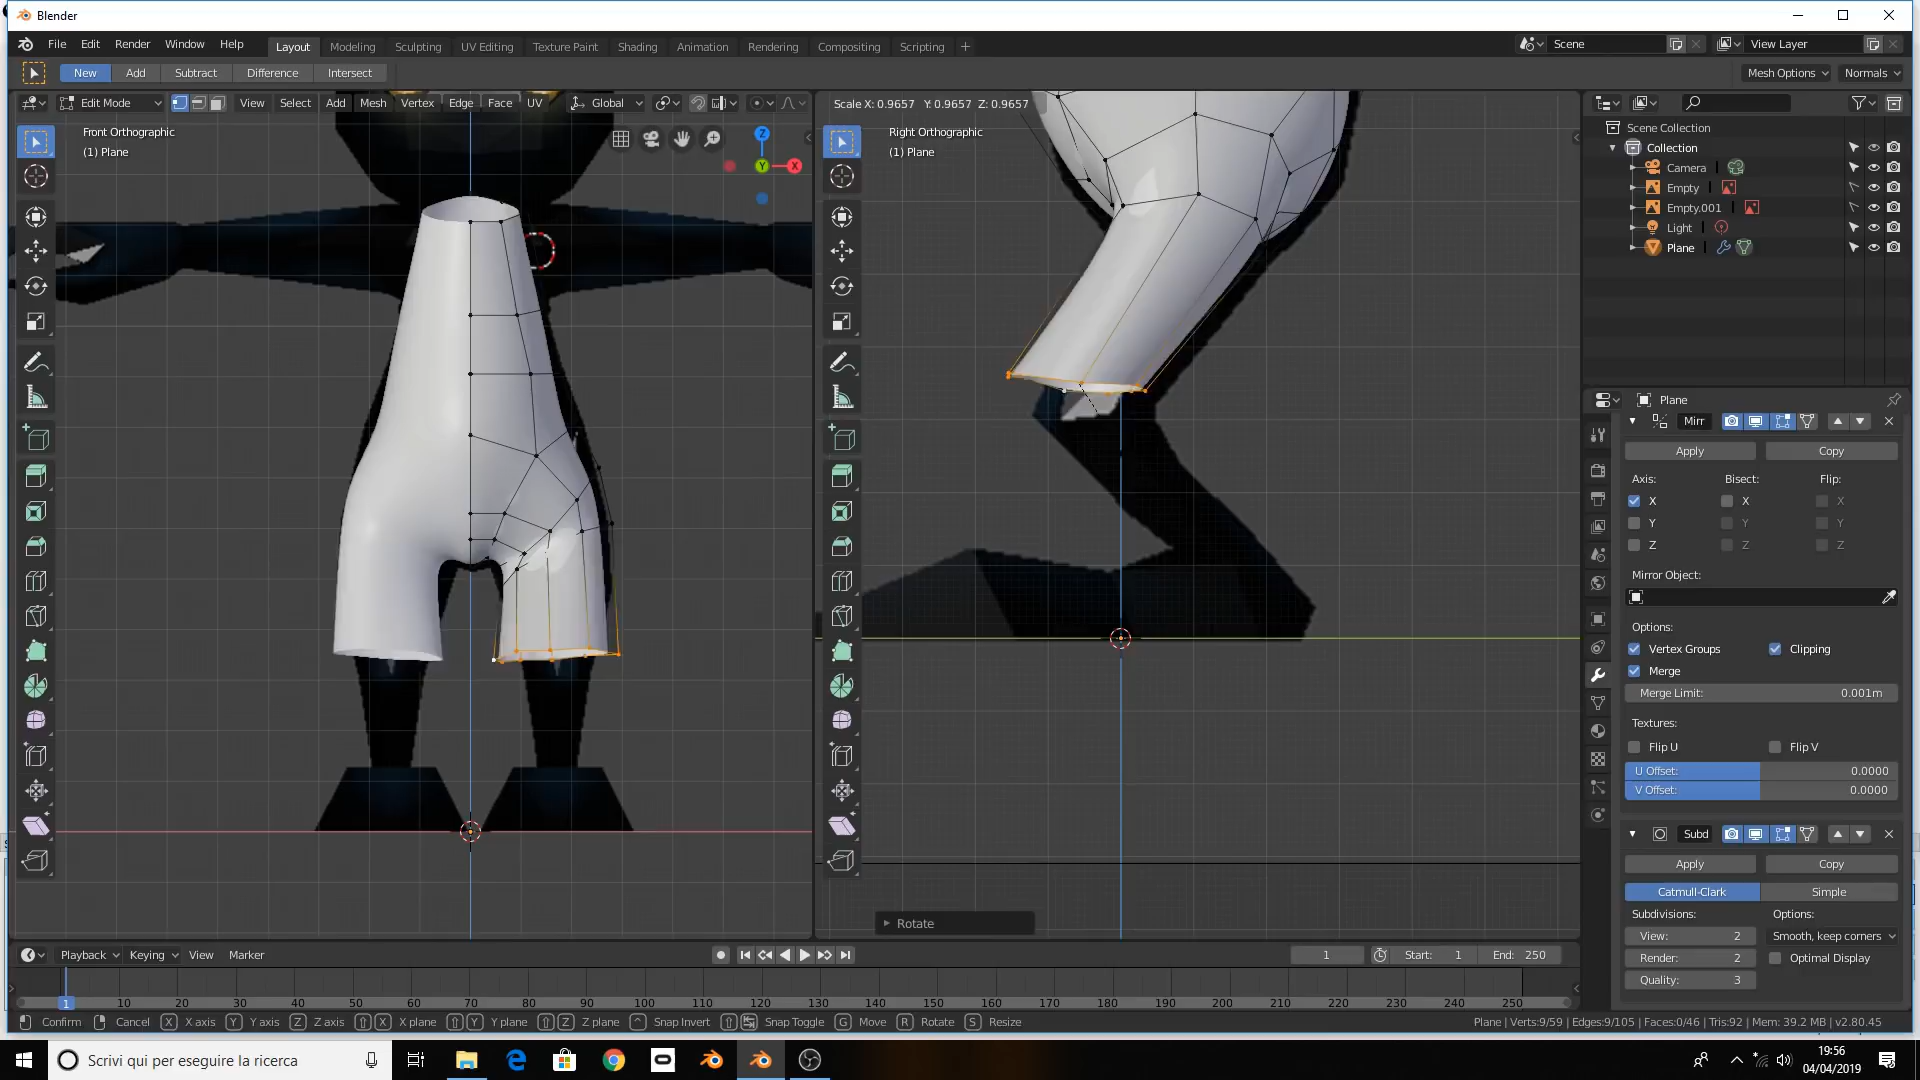 Blender
File Edit Render Window Help
Layout Modeling Sculpting UV Editing Texture Paint Shading Animation Rendering Compositing Scripting +
Scene
View Layer
New Add Subtract Difference Intersect
Mesh Options Normals
Edit Mode View Select Add Mesh Vertex Edge Face UV Global
Scale X: 0.9657 Y: 0.9657 Z: 0.9657
Front Orthographic
(1) Plane
Z
Y
X
Right Orthographic
(1) Plane
Rotate
Scene Collection
Collection
Camera
Empty
Empty.001
Light
Plane
Plane
Mirr
Apply Copy
Axis: Bisect: Flip:
X X X
Y Y Y
Z Z Z
Mirror Object:
Options:
Vertex Groups Clipping
Merge
Merge Limit: 0.001m
Textures:
Flip U Flip V
U Offset: 0.0000
V Offset: 0.0000
Subd
Apply Copy
Catmull-Clark Simple
Subdivisions: Options:
View: 2 Smooth, keep corners
Render: 2 Optimal Display
Quality: 3
Playback Keying View Marker
1 Start: 1 End: 250
1 10 20 30 40 50 60 70 80 90 100 110 120 130 140 150 160 170 180 190 200 210 220 230 240 250
Confirm Cancel X X axis Y Y axis Z Z axis X X plane Y Y plane Z Z plane Snap Invert Snap Toggle G Move R Rotate S Resize
Plane | Verts:9/59 | Edges:9/105 | Faces:0/46 | Tris:92 | Mem: 39.2 MB | v2.80.45
Scrivi qui per eseguire la ricerca
19:56
04/04/2019